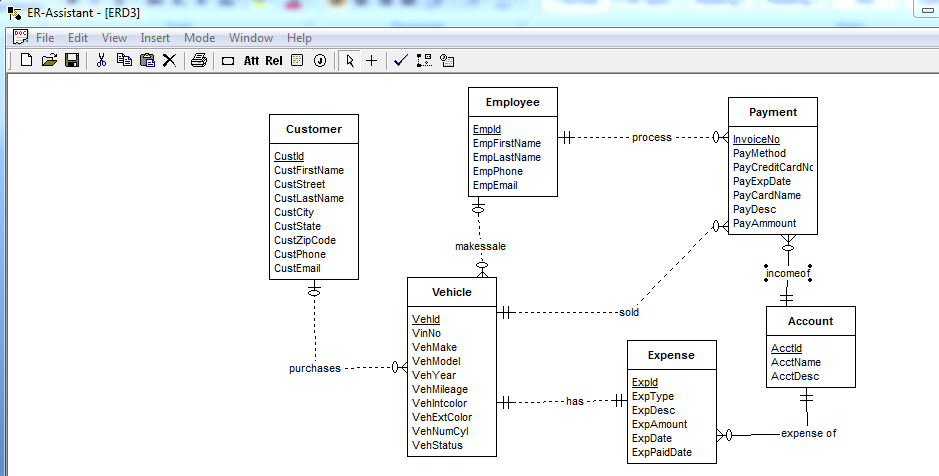 ER-Assistant - [ERD3]
File Edit View Insert Mode Window Help
Att Rel J
Customer
CustId
CustFirstName
CustStreet
CustLastName
CustCity
CustState
CustZipCode
CustPhone
CustEmail
Employee
EmpId
EmpFirstName
EmpLastName
EmpPhone
EmpEmail
process
Payment
InvoiceNo
PayMethod
PayCreditCardNo
PayExpDate
PayCardName
PayDesc
PayAmmount
makessale
incomeof
Vehicle
VehId
VinNo
VehMake
VehModel
VehYear
VehMileage
VehIntcolor
VehExtColor
VehNumCyl
VehStatus
sold
purchases
has
Account
AcctId
AcctName
AcctDesc
Expense
ExpId
ExpType
ExpDesc
ExpAmount
ExpDate
ExpPaidDate
expense of